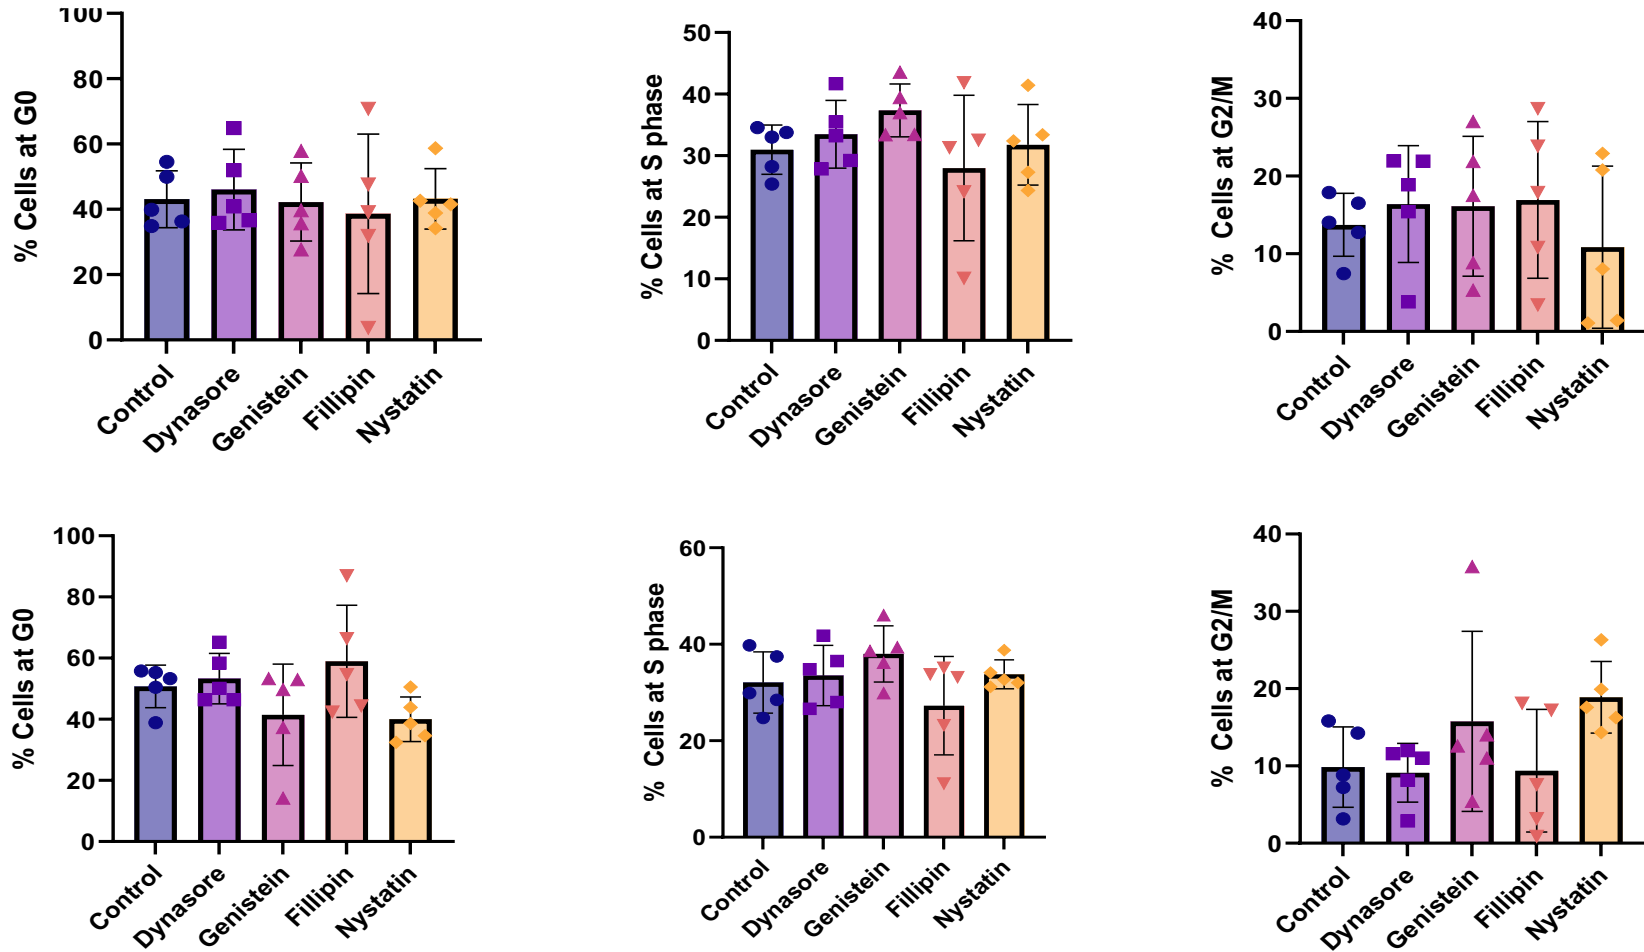 % Cells at G0
100
80
60
40
20
0
Control
Dynasore
Genistein
Fillipin
Nystatin
% Cells at S phase
50
40
30
20
10
0
Control
Dynasore
Genistein
Fillipin
Nystatin
% Cells at G2/M
40
30
20
10
0
Control
Dynasore
Genistein
Fillipin
Nystatin
% Cells at G0
100
80
60
40
20
0
Control
Dynasore
Genistein
Fillipin
Nystatin
% Cells at S phase
60
40
20
0
Control
Dynasore
Genistein
Fillipin
Nystatin
% Cells at G2/M
40
30
20
10
0
Control
Dynasore
Genistein
Fillipin
Nystatin